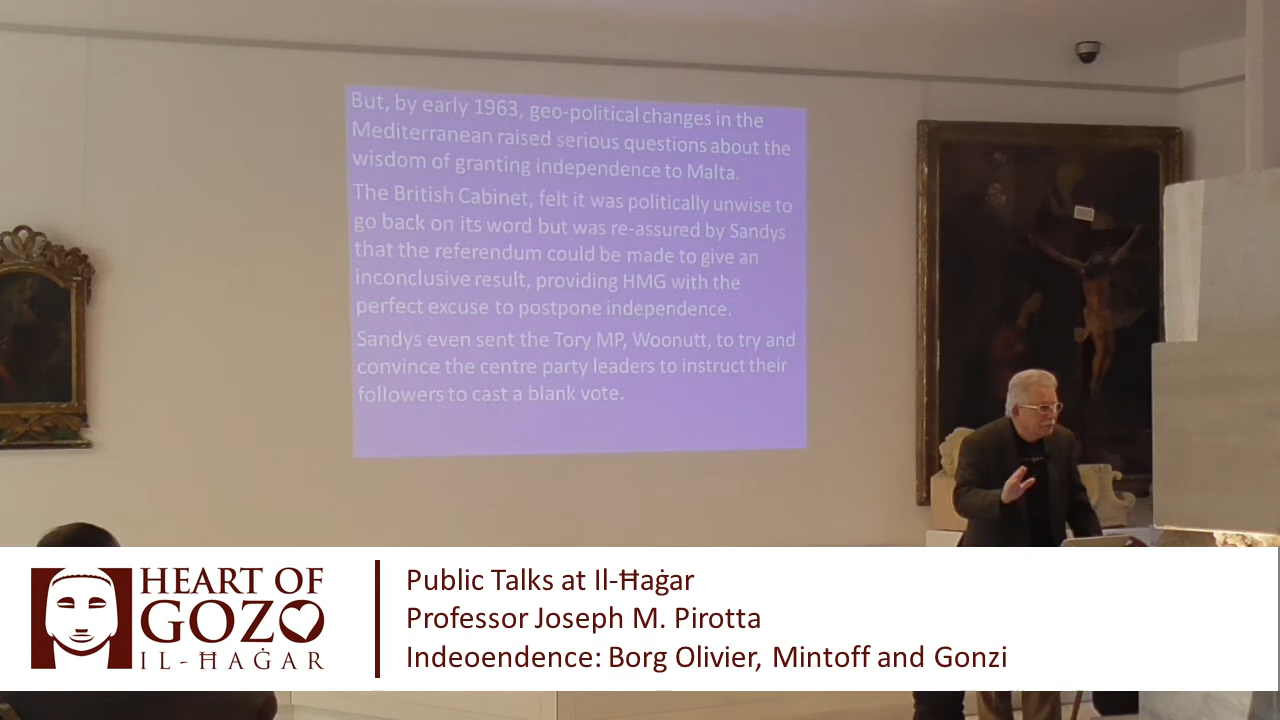 But, by early 1963, geo-political changes in the
Mediterranean raised serious questions about the
wisdom of granting independence to Malta.
The British Cabinet, felt it was politically unwise to
go back on its word but was re-assured by Sandys
that the referendum could be made to give an
inconclusive result, providing HMG with the
perfect excuse to postpone independence.
Sandys even sent the Tory MP, Woonutt, to try and
convince the centre party leaders to instruct their
followers to cast a blank vote.
HEART OF
GOZO
IL-ĦAĠAR
Public Talks at Il-Ħaġar
Professor Joseph M. Pirotta
Indeoendence: Borg Olivier, Mintoff and Gonzi